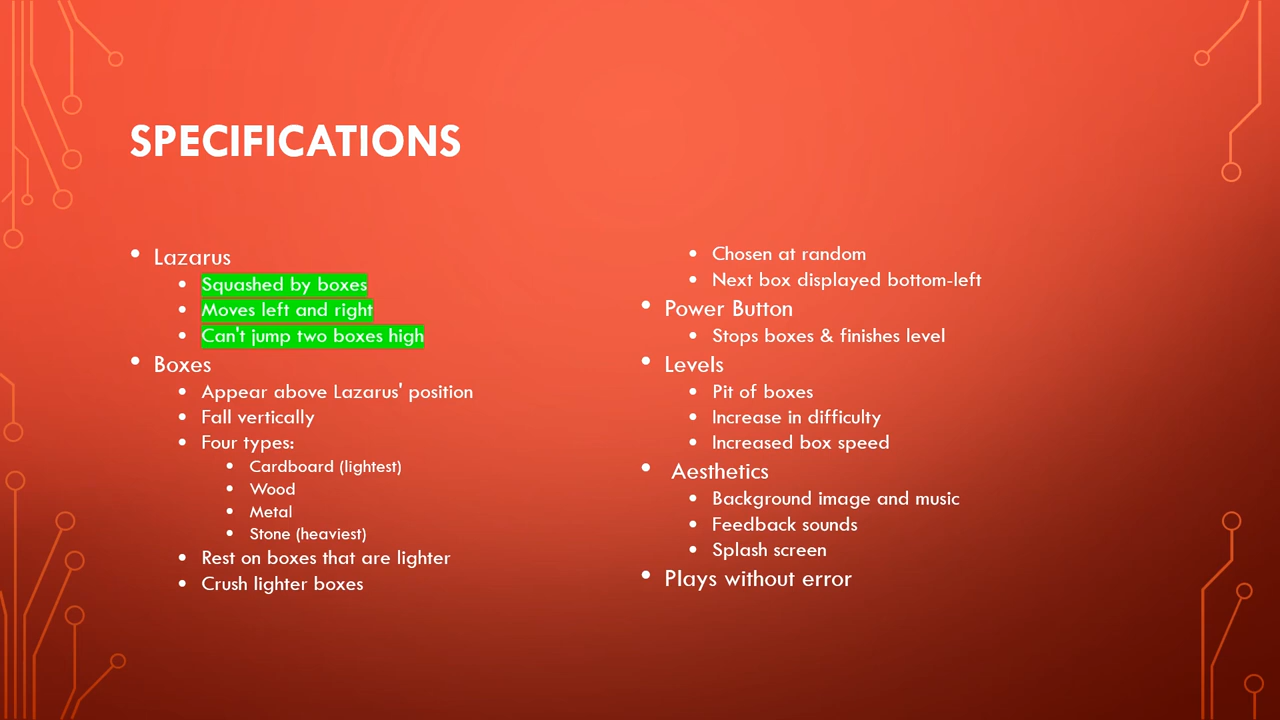 SPECIFICATIONS
• Lazarus
• Squashed by boxes
• Moves left and right
• Can't jump two boxes high
• Boxes
• Appear above Lazarus' position
• Fall vertically
• Four types:
• Cardboard (lightest)
• Wood
• Metal
• Stone (heaviest)
• Rest on boxes that are lighter
• Crush lighter boxes
• Chosen at random
• Next box displayed bottom-left
• Power Button
• Stops boxes & finishes level
• Levels
• Pit of boxes
• Increase in difficulty
• Increased box speed
• Aesthetics
• Background image and music
• Feedback sounds
• Splash screen
• Plays without error